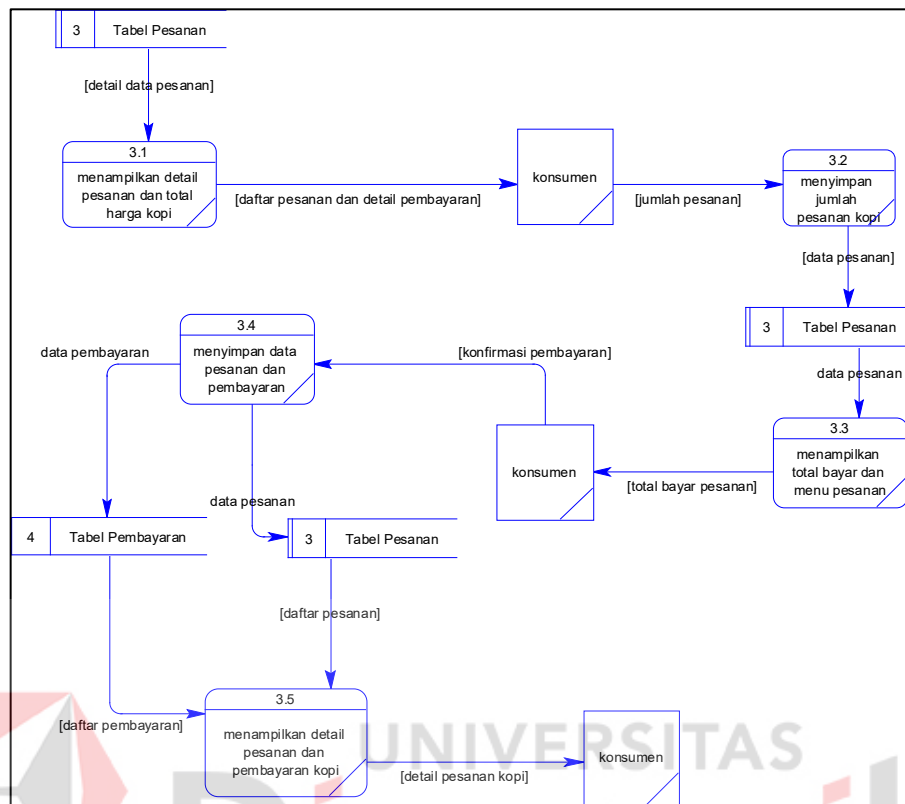 3 Tabel Pesanan
[detail data pesanan]
3.1
menampilkan detail
pesanan dan total
harga kopi
[daftar pesanan dan detail pembayaran]
konsumen
[jumlah pesanan]
3.2
menyimpan
jumlah
pesanan kopi
[data pesanan]
3 Tabel Pesanan
data pesanan
3.3
menampilkan
total bayar dan
menu pesanan
[total bayar pesanan]
konsumen
[konfirmasi pembayaran]
3.4
menyimpan data
pesanan dan
pembayaran
data pembayaran
data pesanan
4 Tabel Pembayaran
3 Tabel Pesanan
[daftar pesanan]
[daftar pembayaran]
3.5
menampilkan detail
pesanan dan
pembayaran kopi
[detail pesanan kopi]
konsumen
UNIVERSITAS